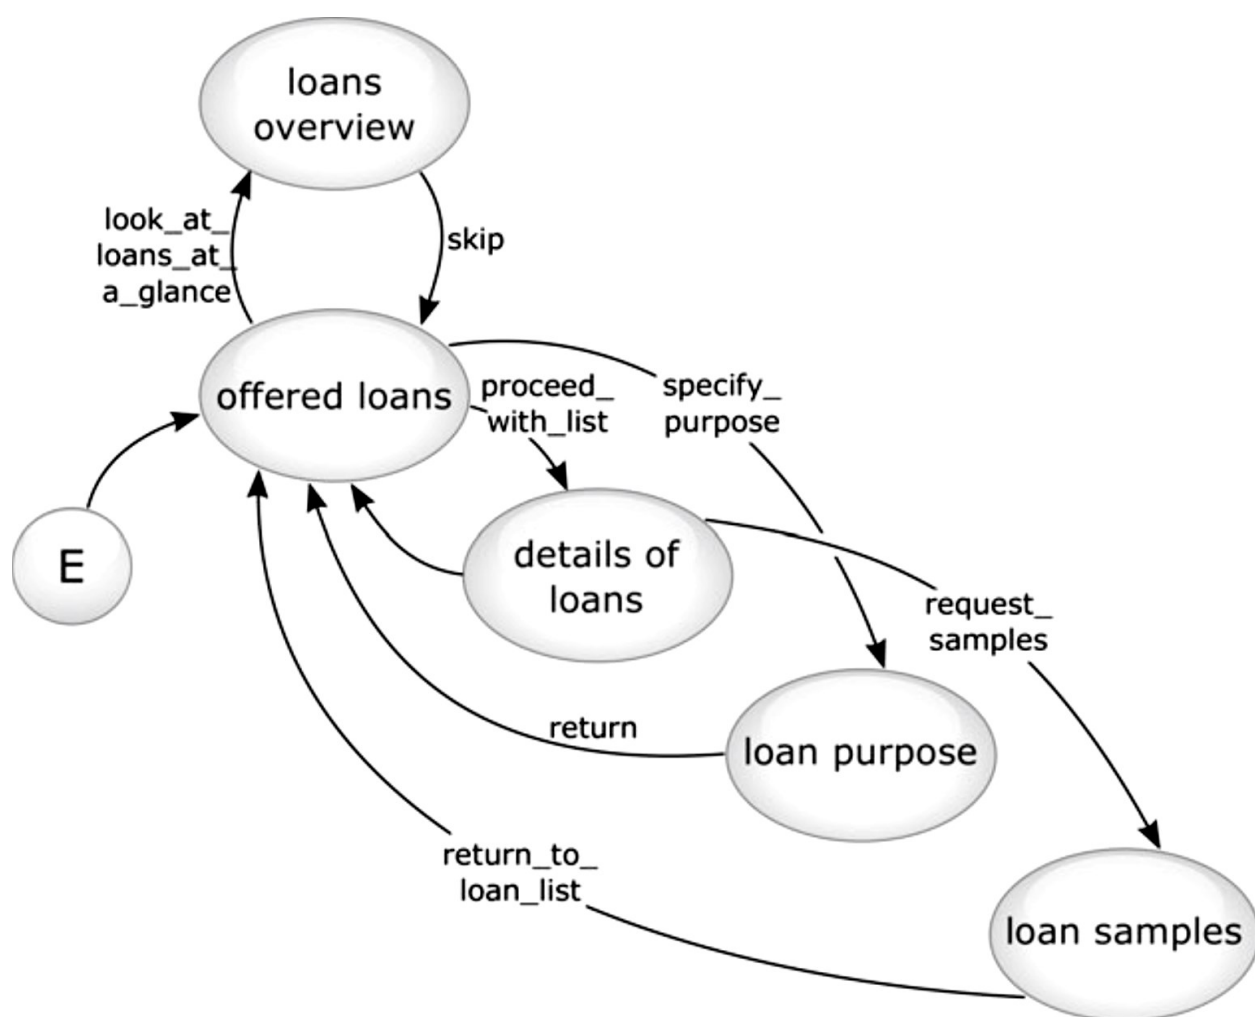 loans
overview
look_at_
loans_at_
a_glance
skip
offered loans
proceed_
with_list
specify_
purpose
E
details of
loans
request_
samples
return
loan purpose
return_to_
loan_list
loan samples